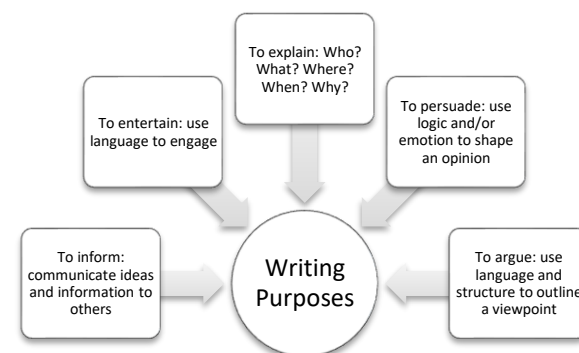 To inform:
communicate ideas
and information to
others
To entertain: use
language to engage
To explain: Who?
What? Where?
When? Why?
To persuade: use
logic and/or
emotion to shape
an opinion
To argue: use
language and
structure to outline
a viewpoint
Writing
Purposes